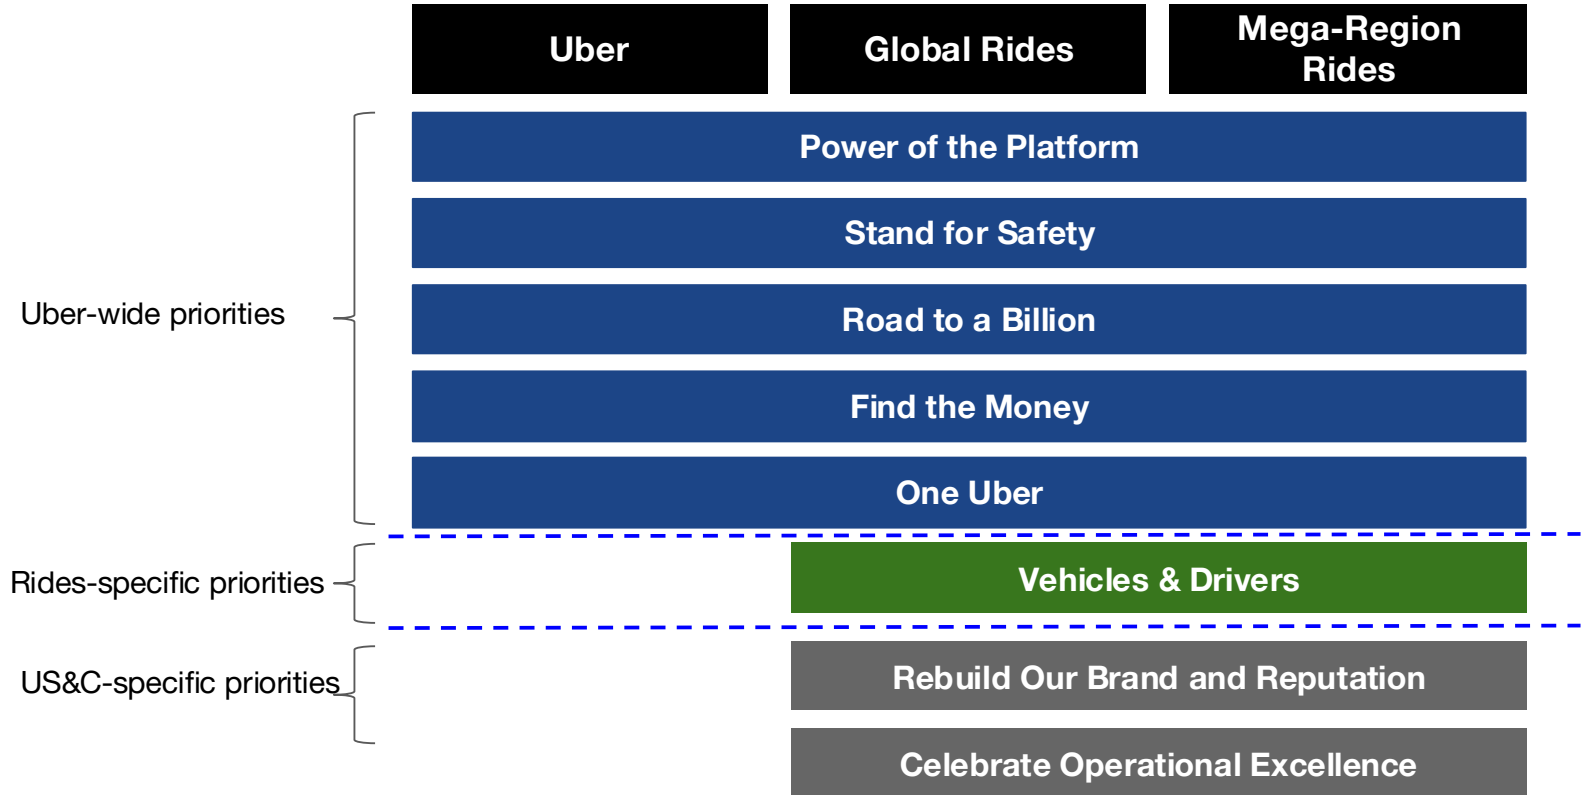 Uber
Global Rides
Mega-Region
Rides
Power of the Platform
Stand for Safety
Uber-wide priorities
Road to a Billion
Find the Money
One Uber
Rides-specific priorities
Vehicles & Drivers
US&C-specific priorities
Rebuild Our Brand and Reputation
Celebrate Operational Excellence